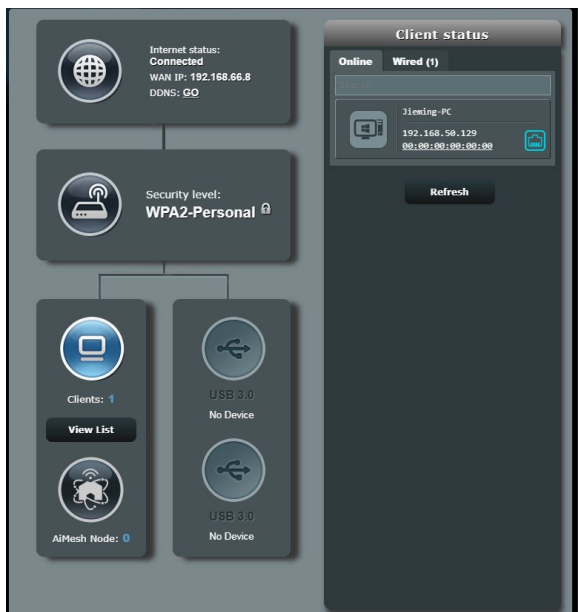 Internet status:
Connected
WAN IP: 192.168.66.8
DDNS: GO
Security level:
WPA2-Personal
Clients: 1
View List
AiMesh Node: 0
USB 3.0
No Device
USB 3.0
No Device
Client status
Online Wired (1)
Search
Jieming-PC
192.168.50.129
00:00:00:00:00:00
Refresh